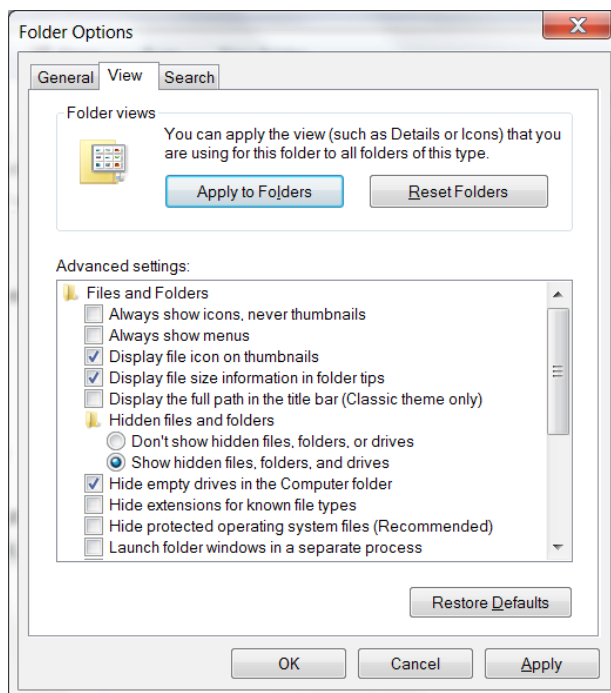 Folder Options
General View Search
Folder views
You can apply the view (such as Details or Icons) that you
are using for this folder to all folders of this type.
Apply to Folders Reset Folders
Advanced settings:
Files and Folders
Always show icons, never thumbnails
Always show menus
Display file icon on thumbnails
Display file size information in folder tips
Display the full path in the title bar (Classic theme only)
Hidden files and folders
Don't show hidden files, folders, or drives
Show hidden files, folders, and drives
Hide empty drives in the Computer folder
Hide extensions for known file types
Hide protected operating system files (Recommended)
Launch folder windows in a separate process
Restore Defaults
OK Cancel Apply